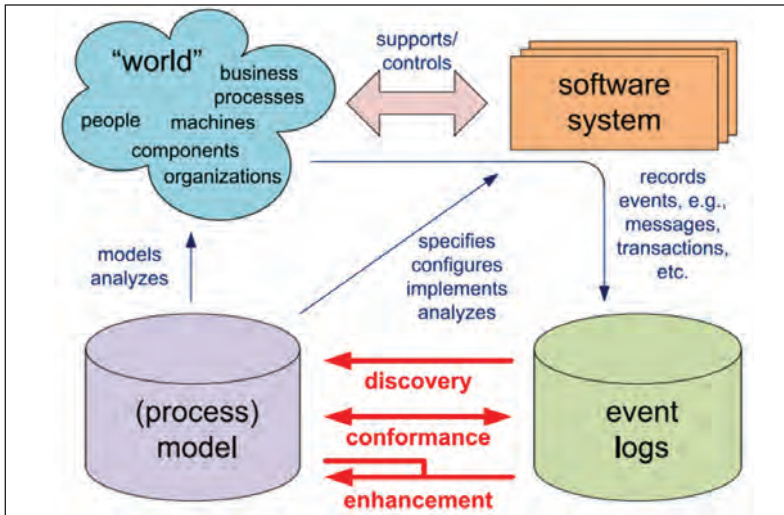 “world”
business
processes
people
machines
components
organizations
supports/
controls
software
system
records
events, e.g.,
messages,
transactions,
etc.
models
analyzes
specifies
configures
implements
analyzes
(process)
model
discovery
conformance
enhancement
event
logs